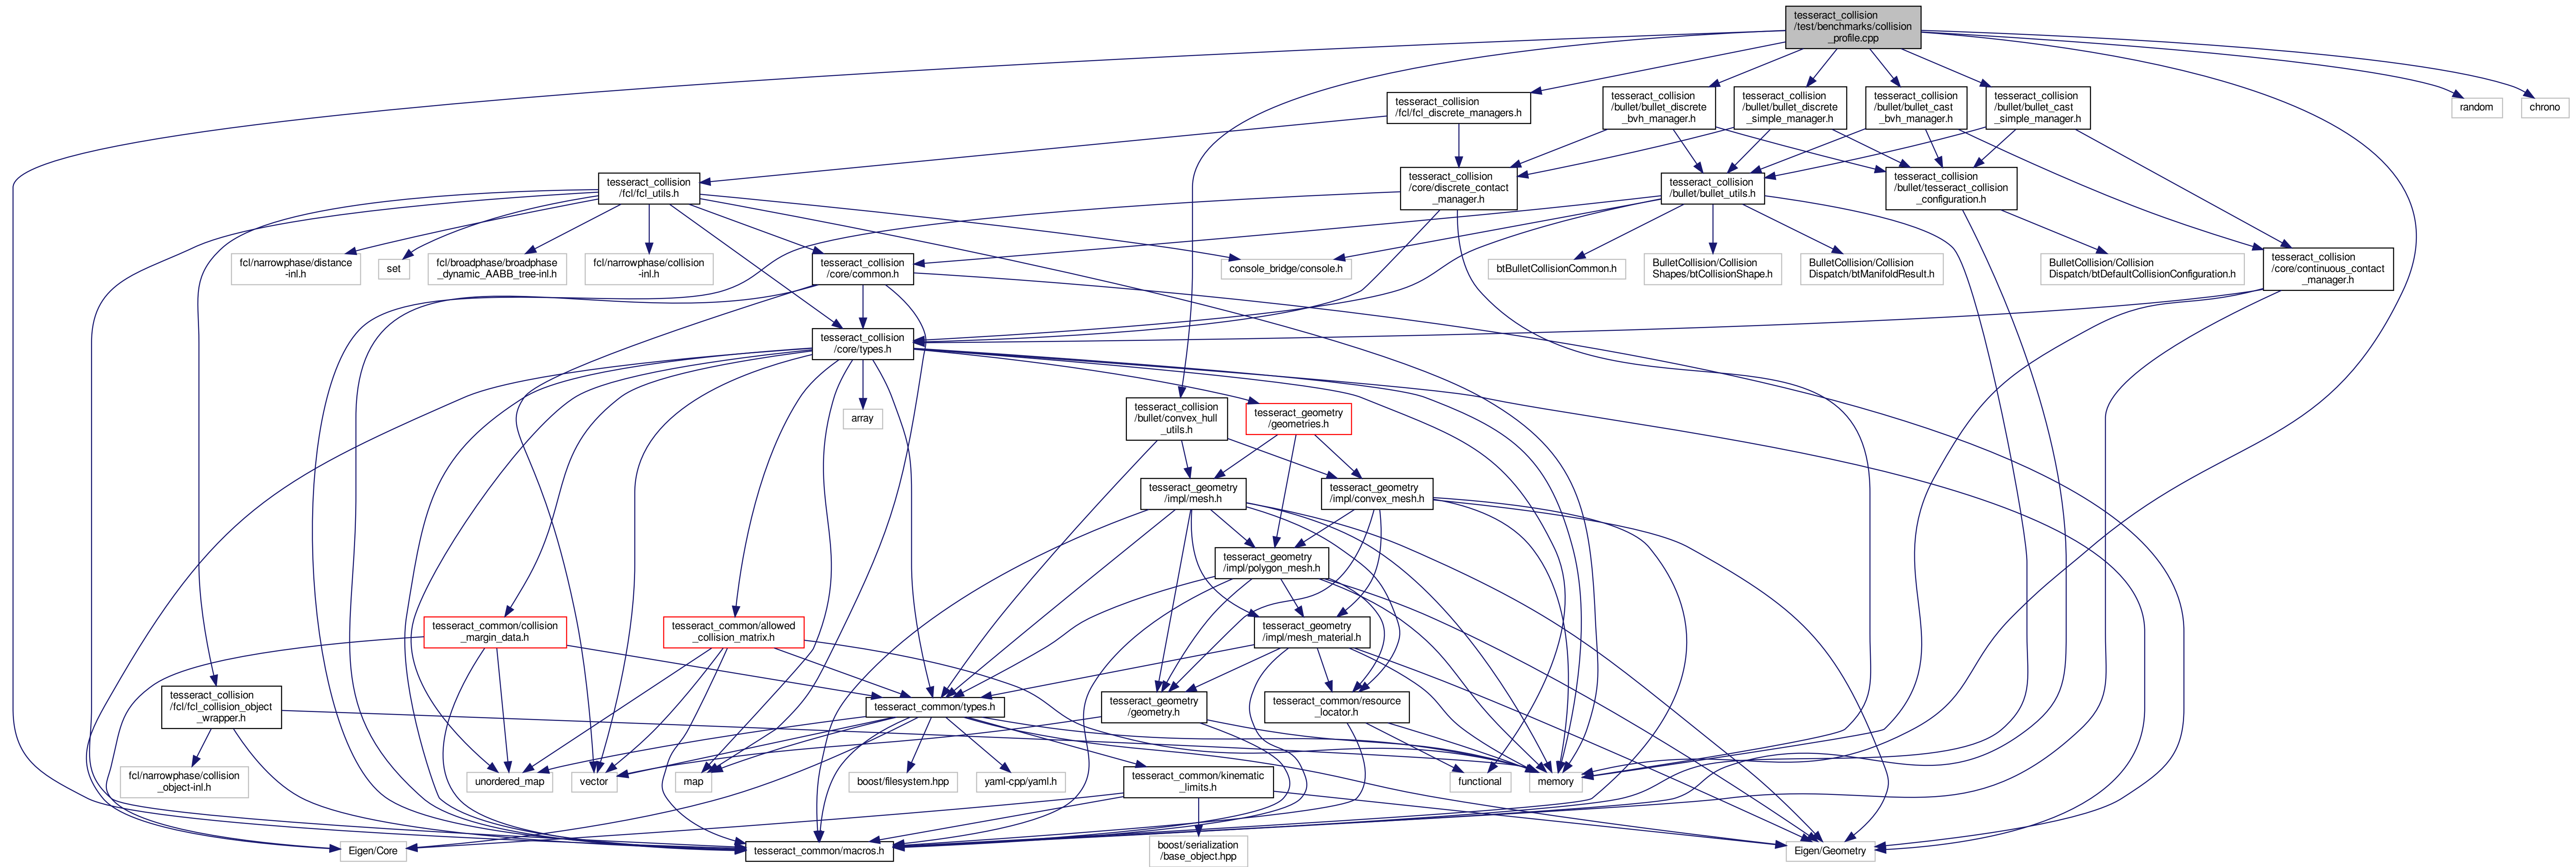 tesseract_collision
/test/benchmarks/collision
_profile.cpp
tesseract_collision
/fcl/fcl_discrete_managers.h
tesseract_collision
/bullet/bullet_discrete
_bvh_manager.h
tesseract_collision
/bullet/bullet_discrete
_simple_manager.h
tesseract_collision
/bullet/bullet_cast
_bvh_manager.h
tesseract_collision
/bullet/bullet_cast
_simple_manager.h
random
chrono
tesseract_collision
/fcl/fcl_utils.h
tesseract_collision
/core/discrete_contact
_manager.h
tesseract_collision
/bullet/bullet_utils.h
tesseract_collision
/bullet/tesseract_collision
_configuration.h
fcl/narrowphase/distance
-inl.h
set
fcl/broadphase/broadphase
_dynamic_AABB_tree-inl.h
fcl/narrowphase/collision
-inl.h
tesseract_collision
/core/common.h
console_bridge/console.h
btBulletCollisionCommon.h
BulletCollision/Collision
Shapes/btCollisionShape.h
BulletCollision/Collision
Dispatch/btManifoldResult.h
BulletCollision/Collision
Dispatch/btDefaultCollisionConfiguration.h
tesseract_collision
/core/continuous_contact
_manager.h
tesseract_collision
/core/types.h
array
tesseract_collision
/bullet/convex_hull
_utils.h
tesseract_geometry
/geometries.h
tesseract_geometry
/impl/mesh.h
tesseract_geometry
/impl/convex_mesh.h
tesseract_geometry
/impl/polygon_mesh.h
tesseract_common/collision
_margin_data.h
tesseract_common/allowed
_collision_matrix.h
tesseract_geometry
/impl/mesh_material.h
tesseract_collision
/fcl/fcl_collision_object
_wrapper.h
tesseract_common/types.h
tesseract_geometry
/geometry.h
tesseract_common/resource
_locator.h
fcl/narrowphase/collision
_object-inl.h
unordered_map
vector
map
boost/filesystem.hpp
yaml-cpp/yaml.h
tesseract_common/kinematic
_limits.h
functional
memory
Eigen/Core
tesseract_common/macros.h
boost/serialization
/base_object.hpp
Eigen/Geometry